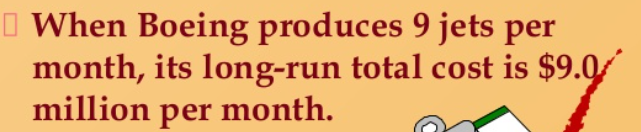 When Boeing produces 9 jets per
month, its long-run total cost is $9.0
million per month.